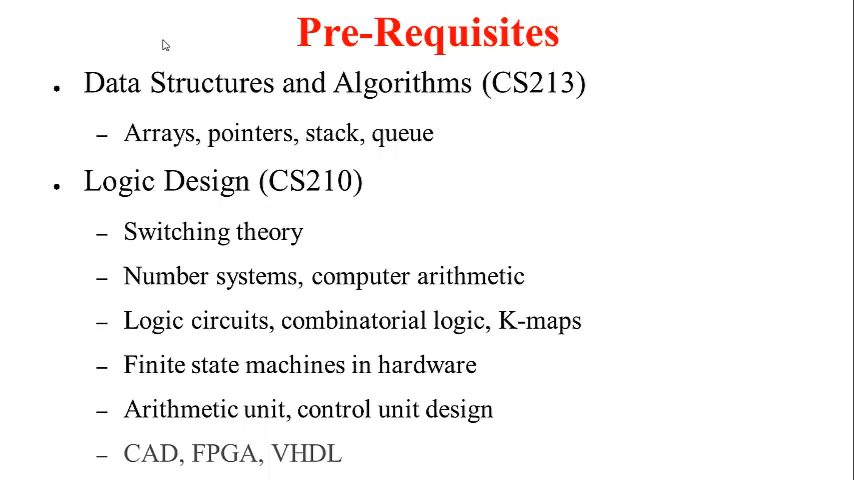 Pre-Requisites
• Data Structures and Algorithms (CS213)
– Arrays, pointers, stack, queue
• Logic Design (CS210)
– Switching theory
– Number systems, computer arithmetic
– Logic circuits, combinatorial logic, K-maps
– Finite state machines in hardware
– Arithmetic unit, control unit design
– CAD, FPGA, VHDL